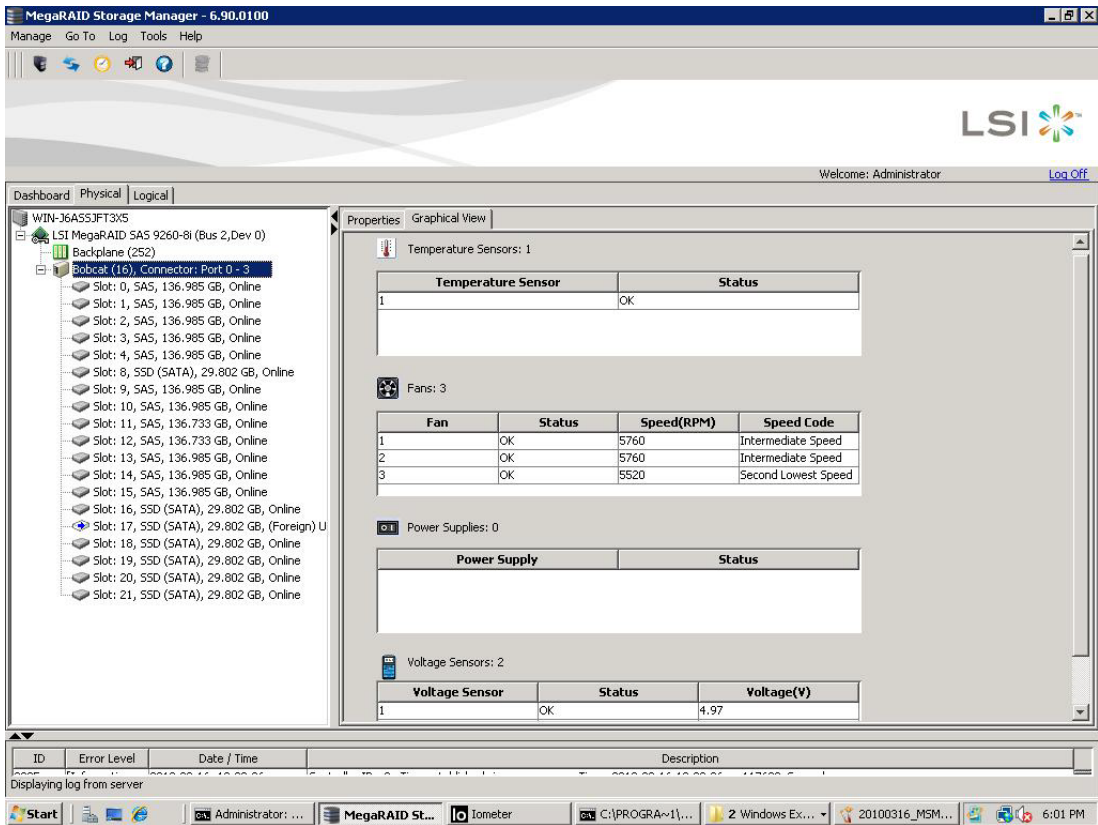 MegaRAID Storage Manager - 6.90.0100
Manage Go To Log Tools Help
LSI
Welcome: Administrator Log Off
Dashboard Physical Logical
WIN-J6ASSJFT3X5
LSI MegaRAID SAS 9260-8i (Bus 2,Dev 0)
Backplane (252)
Bobcat (16), Connector: Port 0 - 3
Slot: 0, SAS, 136.985 GB, Online
Slot: 1, SAS, 136.985 GB, Online
Slot: 2, SAS, 136.985 GB, Online
Slot: 3, SAS, 136.985 GB, Online
Slot: 4, SAS, 136.985 GB, Online
Slot: 8, SSD (SATA), 29.802 GB, Online
Slot: 9, SAS, 136.985 GB, Online
Slot: 10, SAS, 136.985 GB, Online
Slot: 11, SAS, 136.733 GB, Online
Slot: 12, SAS, 136.733 GB, Online
Slot: 13, SAS, 136.985 GB, Online
Slot: 14, SAS, 136.985 GB, Online
Slot: 15, SAS, 136.985 GB, Online
Slot: 16, SSD (SATA), 29.802 GB, Online
Slot: 17, SSD (SATA), 29.802 GB, (Foreign) U
Slot: 18, SSD (SATA), 29.802 GB, Online
Slot: 19, SSD (SATA), 29.802 GB, Online
Slot: 20, SSD (SATA), 29.802 GB, Online
Slot: 21, SSD (SATA), 29.802 GB, Online
Properties Graphical View
Temperature Sensors: 1
Temperature Sensor Status
1 OK
Fans: 3
Fan Status Speed(RPM) Speed Code
1 OK 5760 Intermediate Speed
2 OK 5760 Intermediate Speed
3 OK 5520 Second Lowest Speed
Power Supplies: 0
Power Supply Status
Voltage Sensors: 2
Voltage Sensor Status Voltage(V)
1 OK 4.97
ID Error Level Date / Time Description
Displaying log from server
Start Administrator: ... MegaRAID St... Iometer C:\PROGRA~1\... 2 Windows Ex... 20100316_MSM... 6:01 PM